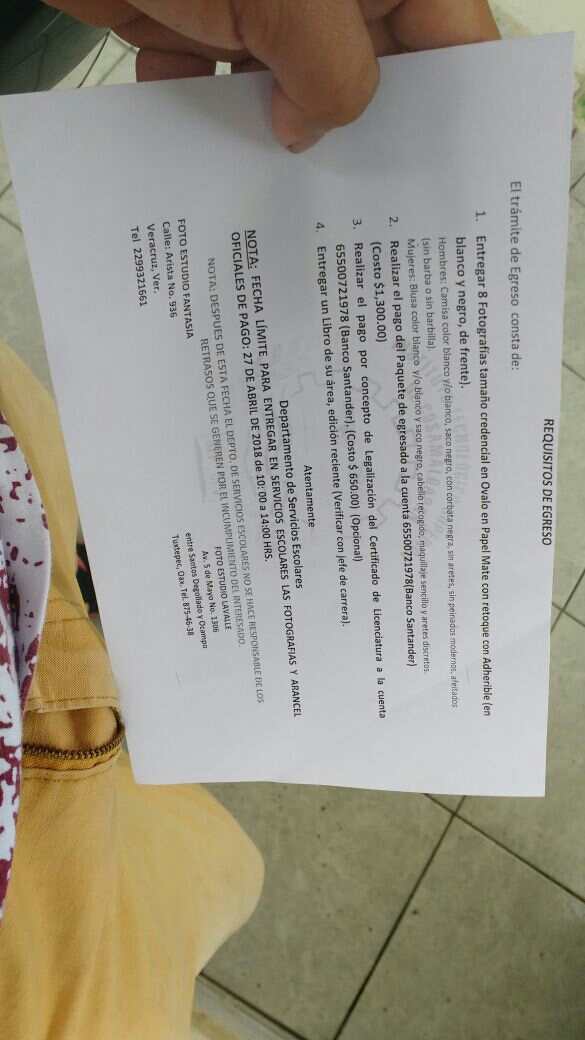 REQUISITOS DE EGRESO
El trámite de Egreso consta de:
1. Entregar 8 Fotografías tamaño credencial en Ovalo en Papel Mate con retoque con Adherible (en
blanco y negro, de frente).
Hombres: Camisa color blanco y/o blanco, saco negro, con corbata negra, sin aretes, sin peinados modernos, afeitados
(sin barba o sin barbilla).
Mujeres: Blusa color blanco y/o blanco y saco negro, cabello recogido, maquillaje sencillo y aretes discretos.
2. Realizar el pago del Paquete de egresado a la cuenta 65500721978(Banco Santander)
(Costo $1,300.00)
3. Realizar el pago por concepto de Legalización del Certificado de Licenciatura a la cuenta
65500721978 (Banco Santander). (Costo $ 650.00) (Opcional)
4. Entregar un Libro de su área, edición reciente (Verificar con jefe de carrera).
Atentamente
Departamento de Servicios Escolares
NOTA: FECHA LÍMITE PARA ENTREGAR EN SERVICIOS ESCOLARES LAS FOTOGRAFIAS Y ARANCEL
OFICIALES DE PAGO: 27 DE ABRIL DE 2018 de 10: 00 a 14:00 HRS.
NOTA: DESPUES DE ESTA FECHA EL DEPTO. DE SERVICIOS ESCOLARES NO SE HACE RESPONSABLE DE LOS
RETRASOS QUE SE GENEREN POR EL INCUMPLIMIENTO DEL INTERESADO.
FOTO ESTUDIO FANTASIA
Calle: Arista No. 936
Veracruz, Ver.
Tel 2299321661
FOTO ESTUDIO LAVALLE
Av. 5 de Mayo No. 1306
entre Santos Degollado y Ocampo
Tuxtepec, Oax. Tel. 875-46-38